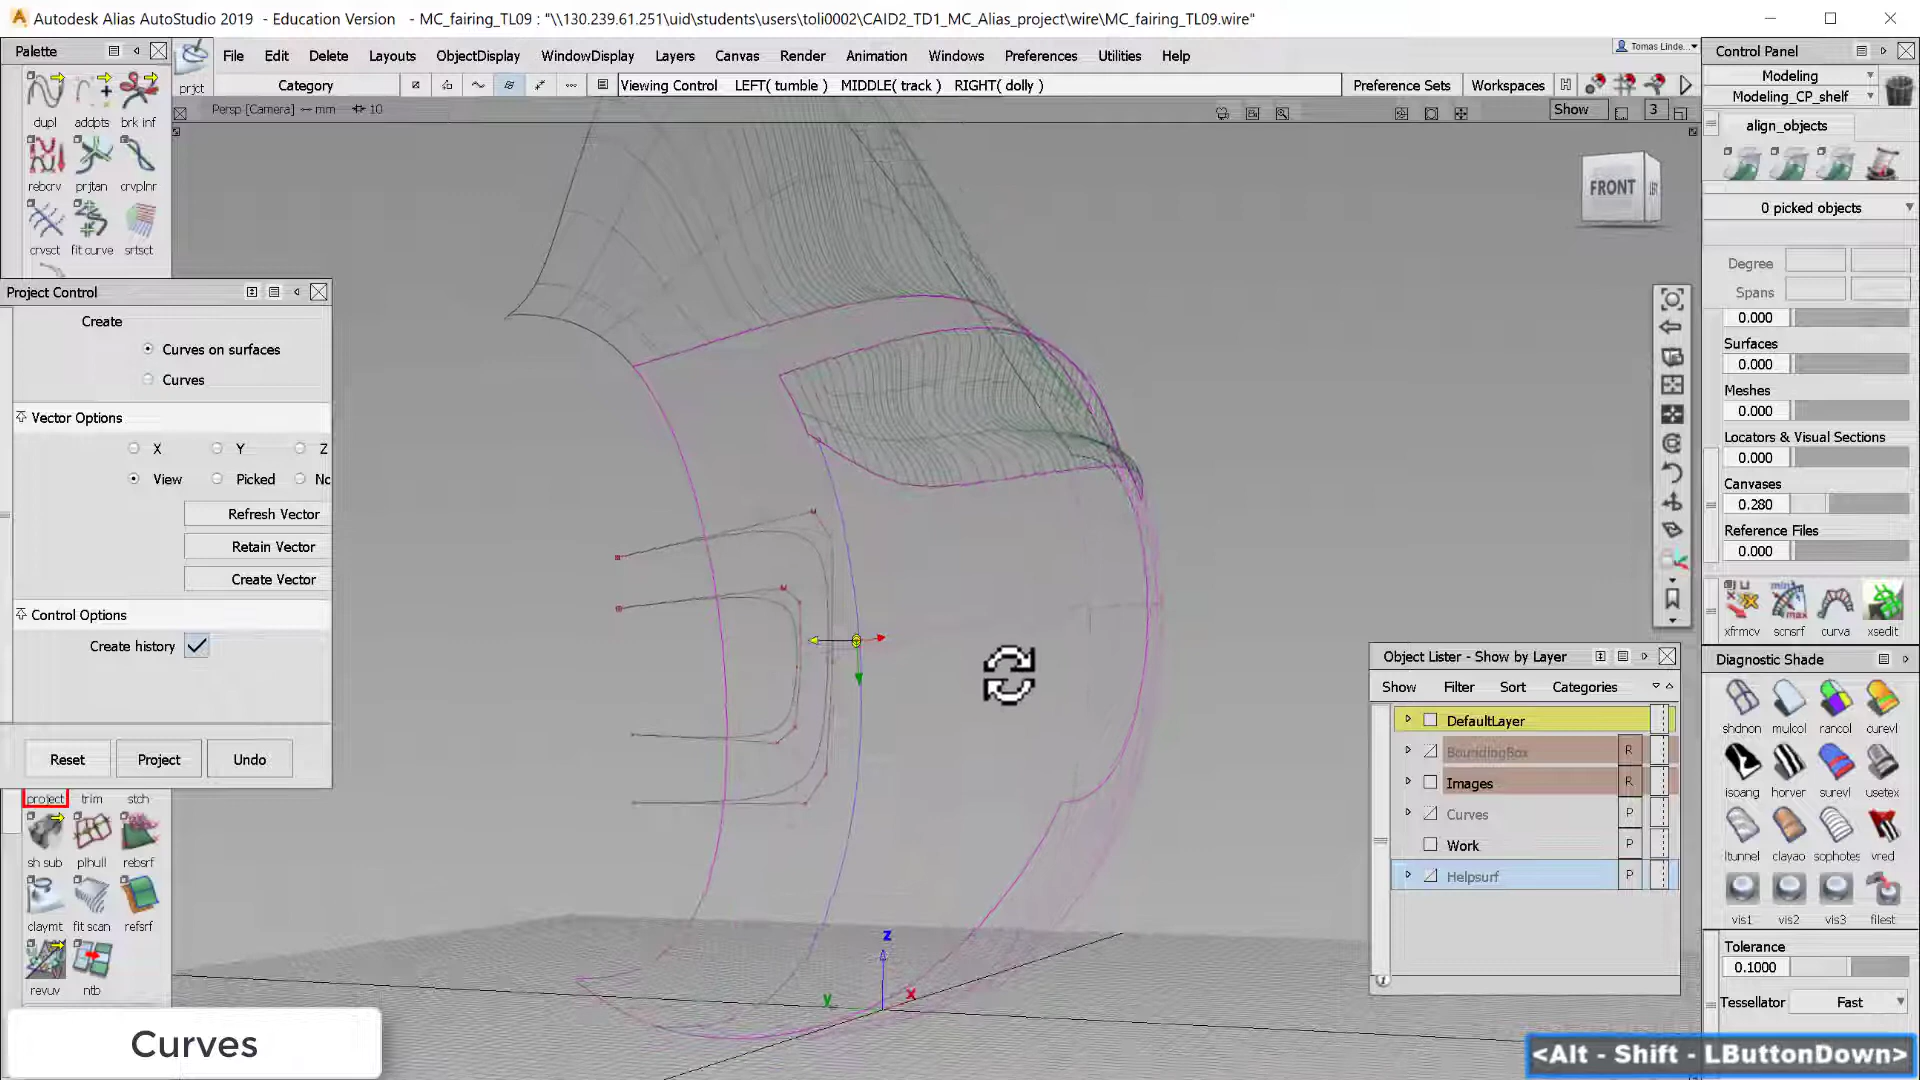 Autodesk Alias AutoStudio 2019 - Education Version - MC_fairing_TL09 : "\\130.239.61.251\uid\students\users\toli0002\CAID2_TD1_MC_Alias_project\wire\MC_fairing_TL09.wire"
Palette
prjct
File Edit Delete Layouts ObjectDisplay WindowDisplay Layers Canvas Render Animation Windows Preferences Utilities Help
Tomas Linde...
Category
Viewing Control LEFT( tumble ) MIDDLE( track ) RIGHT( dolly )
Preference Sets Workspaces
Persp [Camera] -- mm 10
Show 3
dupl addpts brk inf
rebcrv prjtan crvplnr
crvsct fit curve srtsct
Project Control
Create
Curves on surfaces
Curves
Vector Options
X Y Z
View Picked Nc
Refresh Vector
Retain Vector
Create Vector
Control Options
Create history
Reset Project Undo
project trim stch
sh sub plhull rebsrf
claymt fit scan refsrf
revuv ntb
Curves
FRONT
z
y
x
Control Panel
Modeling
Modeling_CP_shelf
align_objects
0 picked objects
Degree
Spans
0.000
Surfaces
0.000
Meshes
0.000
Locators & Visual Sections
0.000
Canvases
0.280
Reference Files
0.000
xfrmcv scnsrf curva xsedit
Object Lister - Show by Layer
Show Filter Sort Categories
DefaultLayer
BoundingBox R
Images R
Curves P
Work P
Helpsurf P
Diagnostic Shade
shdnon mulcol rancol curevl
isoang horver surevl usetex
ltunnel clayao sophotes vred
vis1 vis2 vis3 filest
Tolerance
0.1000
Tessellator Fast
<Alt - Shift - LButtonDown>